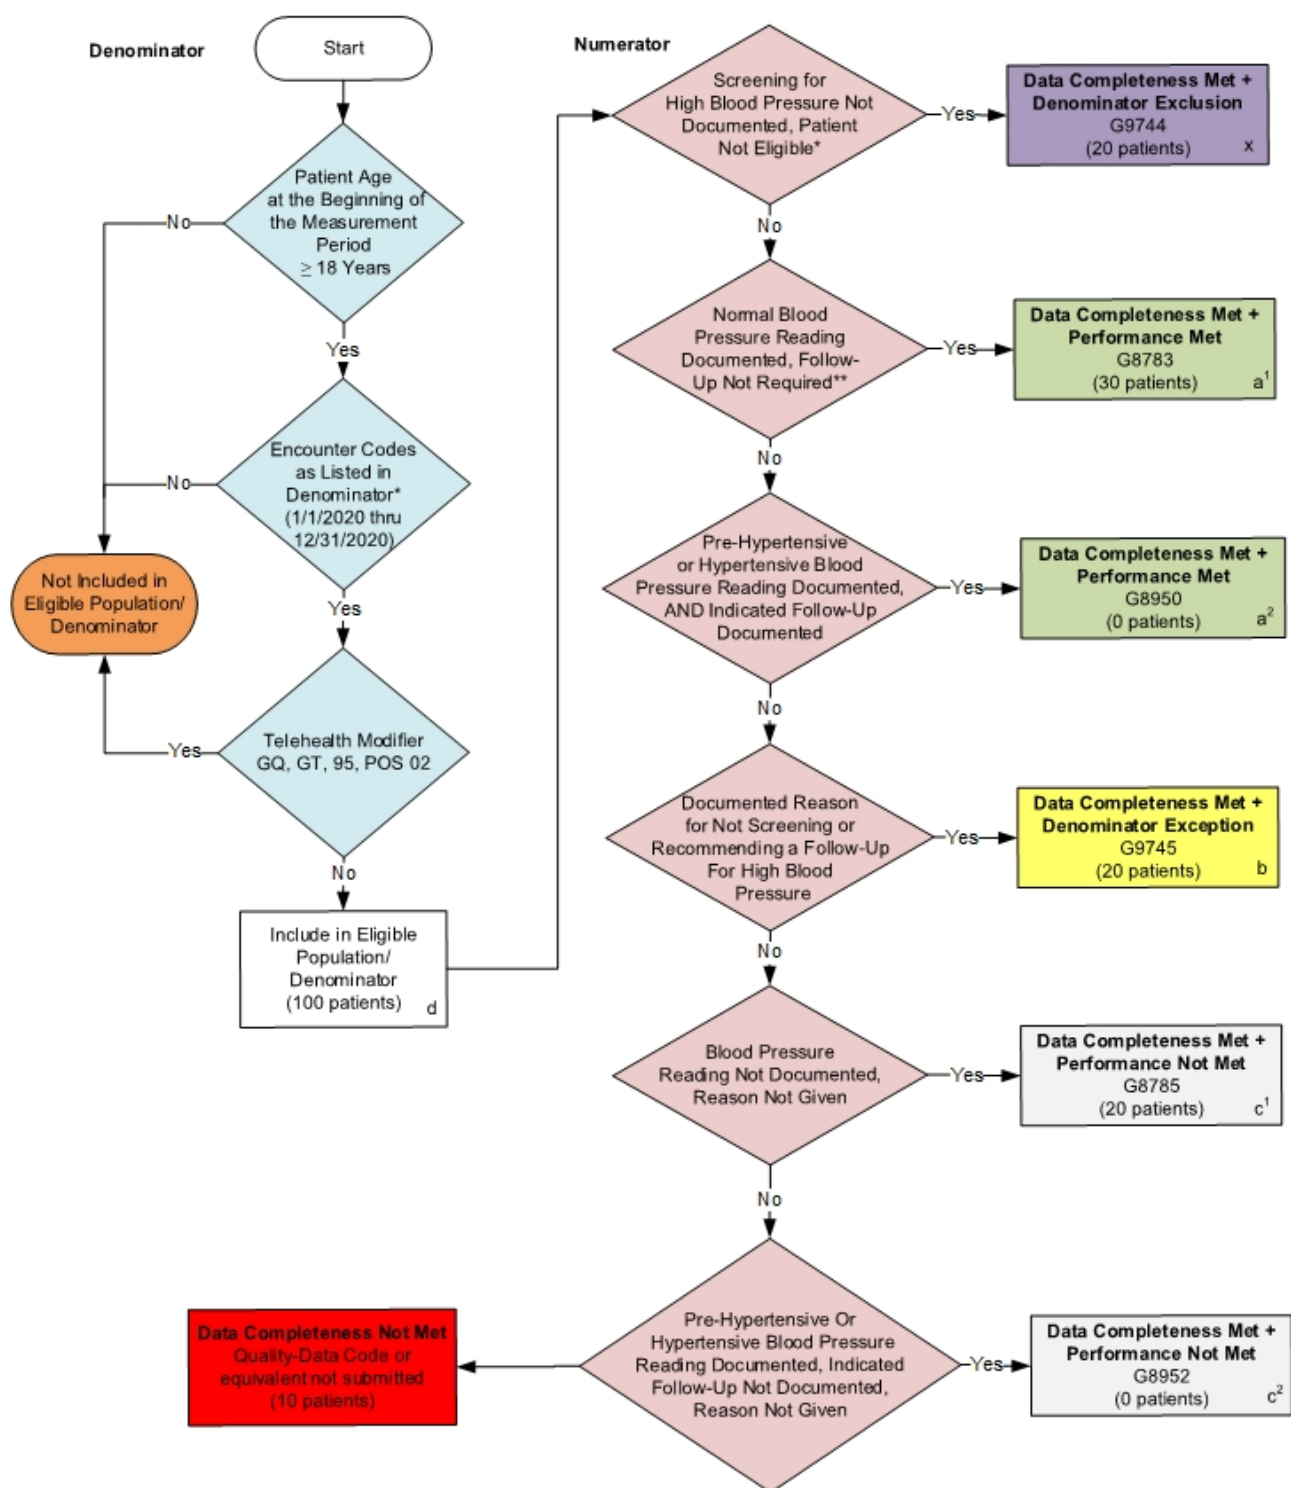 Denominator
Start
Patient Age
at the Beginning of
the Measurement
Period
≥ 18 Years
No
Yes
Encounter Codes
as Listed in
Denominator*
(1/1/2020 thru
12/31/2020)
No
Yes
Not Included in
Eligible Population/
Denominator
Telehealth Modifier
GQ, GT, 95, POS 02
Yes
No
Include in Eligible
Population/
Denominator
(100 patients)
d
Numerator
Screening for
High Blood Pressure Not
Documented, Patient
Not Eligible*
Yes
Data Completeness Met +
Denominator Exclusion
G9744
(20 patients)
x
No
Normal Blood
Pressure Reading
Documented, Follow-
Up Not Required**
Yes
Data Completeness Met +
Performance Met
G8783
(30 patients)
a¹
No
Pre-Hypertensive
or Hypertensive Blood
Pressure Reading Documented,
AND Indicated Follow-Up
Documented
Yes
Data Completeness Met +
Performance Met
G8950
(0 patients)
a²
No
Documented Reason
for Not Screening or
Recommending a Follow-Up
For High Blood
Pressure
Yes
Data Completeness Met +
Denominator Exception
G9745
(20 patients)
b
No
Blood Pressure
Reading Not Documented,
Reason Not Given
Yes
Data Completeness Met +
Performance Not Met
G8785
(20 patients)
c¹
No
Pre-Hypertensive Or
Hypertensive Blood Pressure
Reading Documented, Indicated
Follow-Up Not Documented,
Reason Not Given
Yes
Data Completeness Met +
Performance Not Met
G8952
(0 patients)
c²
Data Completeness Not Met
Quality-Data Code or
equivalent not submitted
(10 patients)